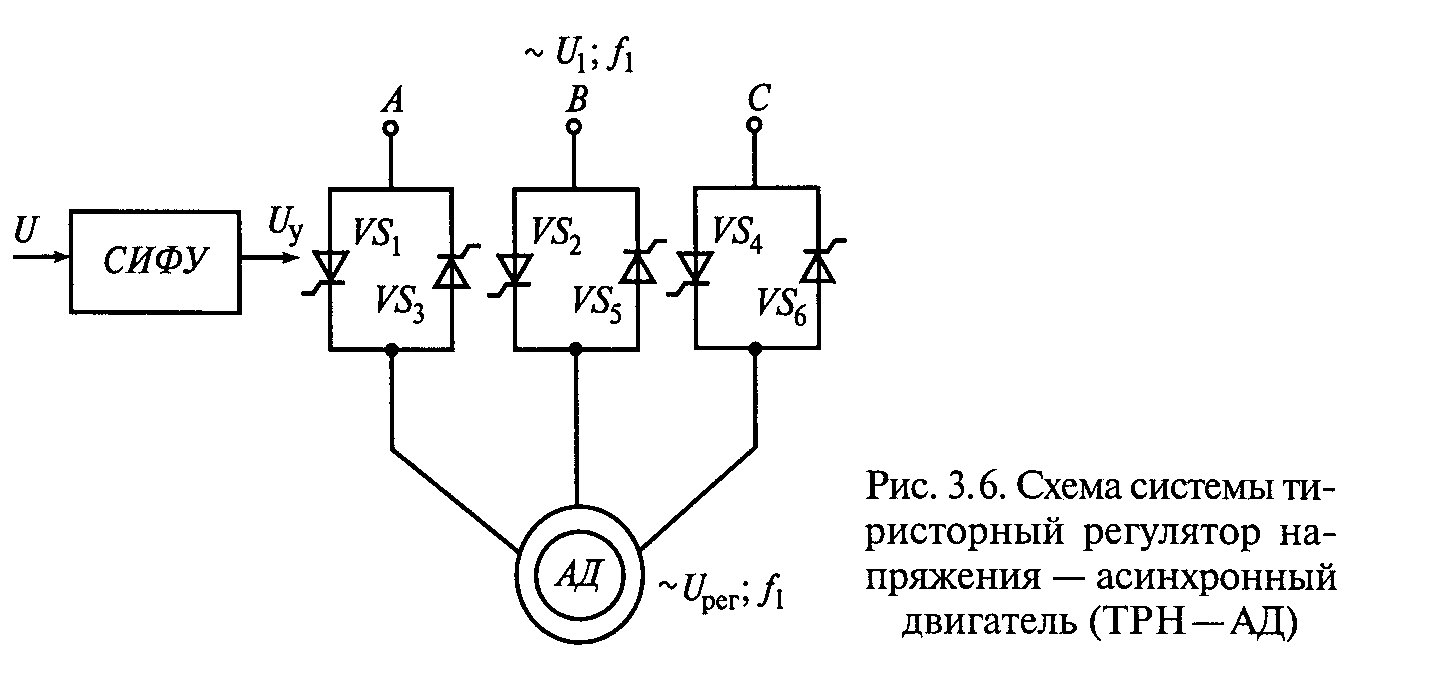 ~ U₁; f₁
A B C
U СИФУ Uу
VS₁ VS₂ VS₄
VS₃ VS₅ VS₆
АД ~ Uрег; f₁
Рис. 3.6. Схема системы ти-
ристорный регулятор на-
пряжения — асинхронный
двигатель (ТРН—АД)